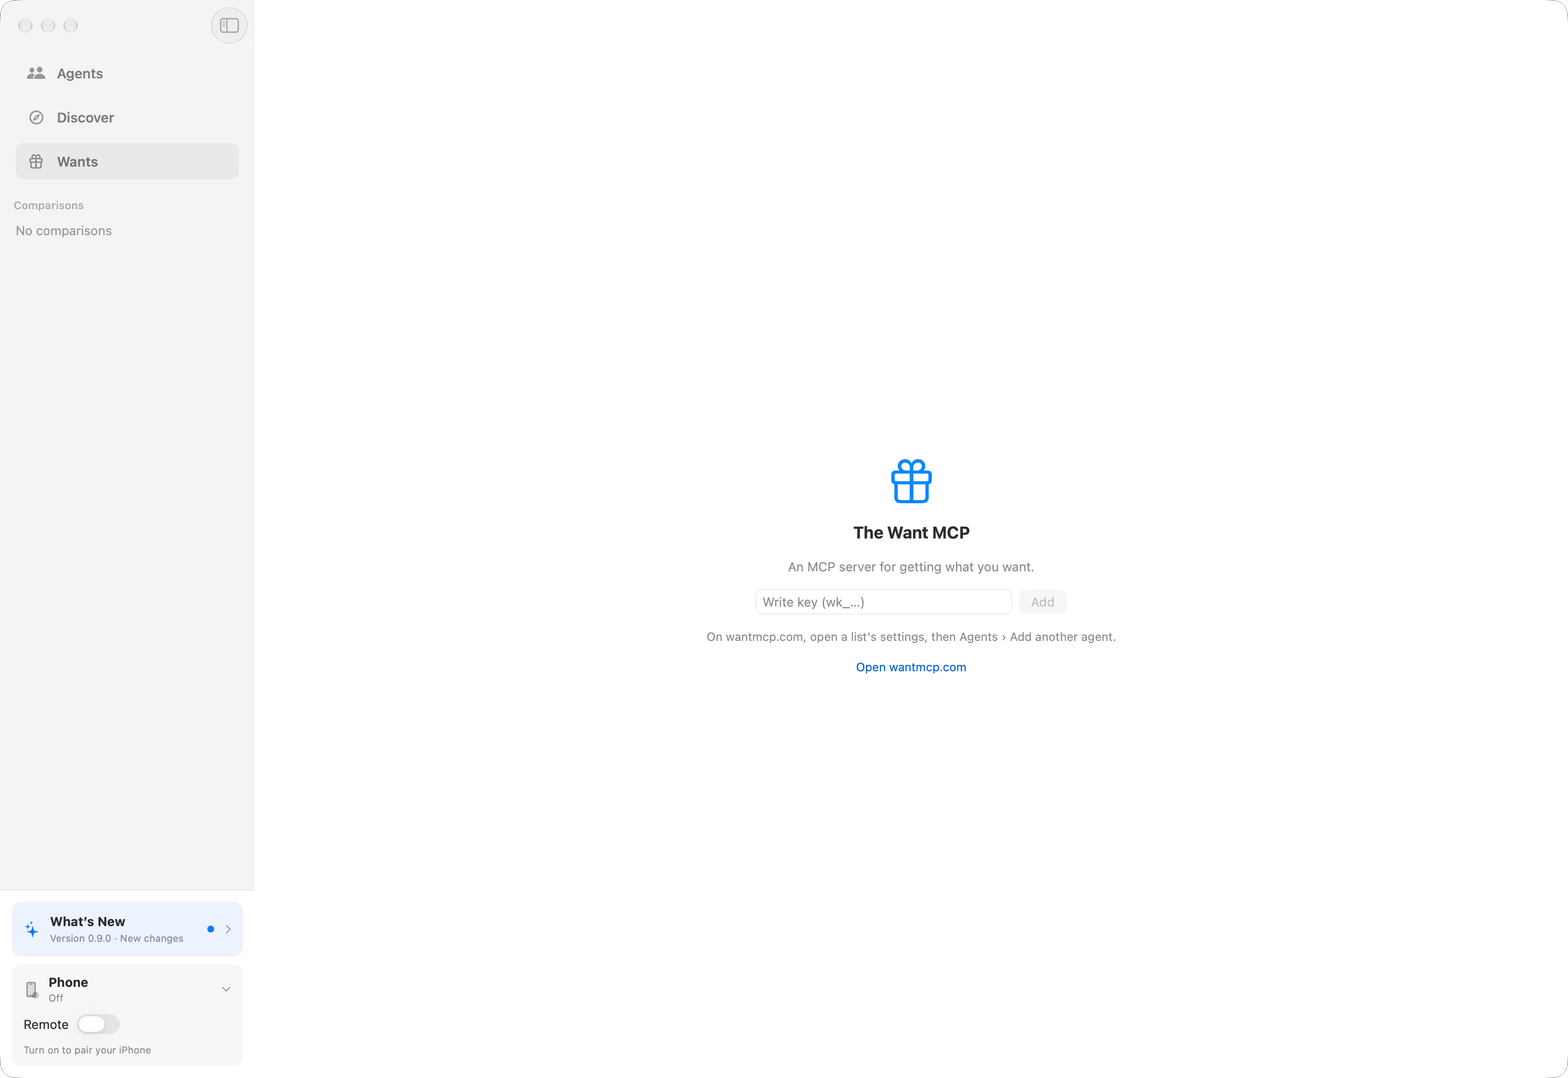 Agents
Discover
Wants
Comparisons
No comparisons
The Want MCP
An MCP server for getting what you want.
Write key (wk_...)
Add
On wantmcp.com, open a list's settings, then Agents › Add another agent.
Open wantmcp.com
What’s New
Version 0.9.0 · New changes
Phone
Off
Remote
Turn on to pair your iPhone